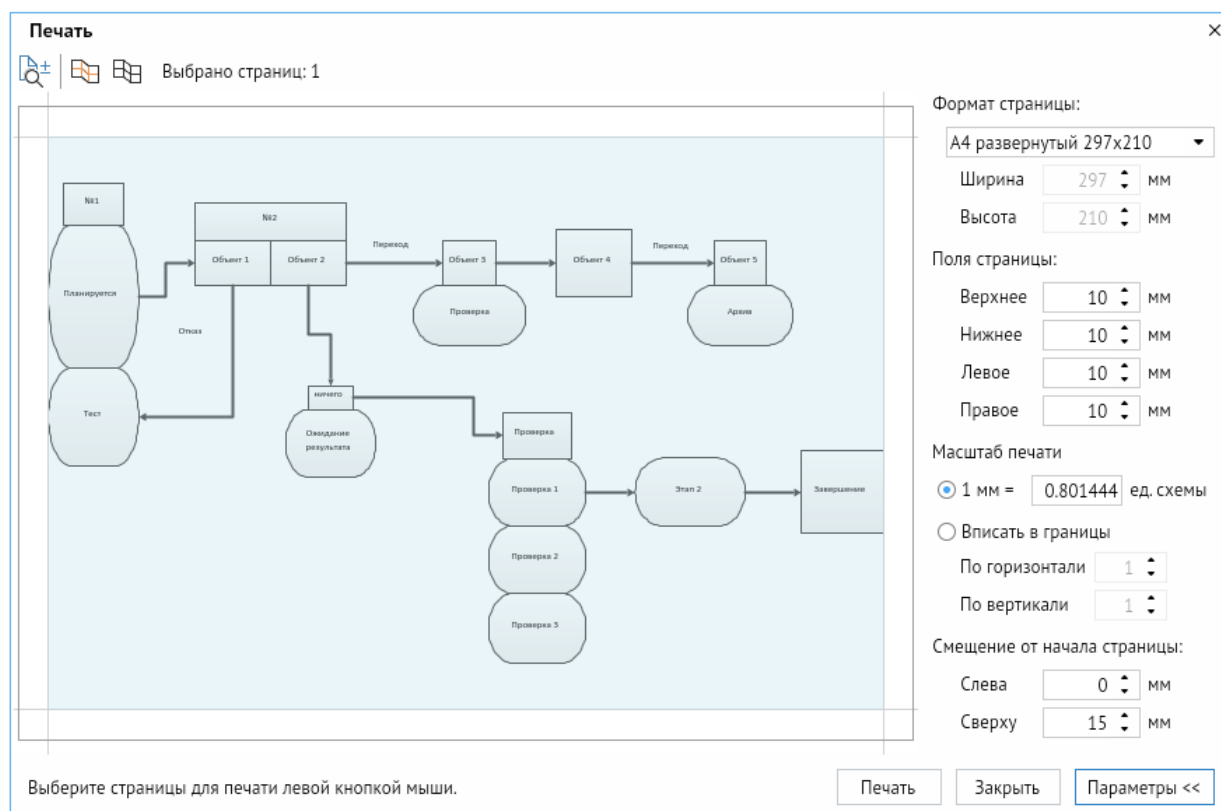 Печать
Выбрано страниц: 1
Формат страницы:
А4 развернутый 297x210
Ширина 297 мм
Высота 210 мм
Поля страницы:
Верхнее 10 мм
Нижнее 10 мм
Левое 10 мм
Правое 10 мм
Масштаб печати
1 мм = 0.801444 ед. схемы
Вписать в границы
По горизонтали 1
По вертикали 1
Смещение от начала страницы:
Слева 0 мм
Сверху 15 мм
№1
Планируется
Тест
№2
Объект 1 Объект 2
Отказ
Переход
Объект 3
Проверка
Объект 4
Переход
Объект 5
Архив
ничего
Ожидание
результата
Проверка
Проверка 1
Проверка 2
Проверка 3
Этап 2
Завершение
Выберите страницы для печати левой кнопкой мыши.
Печать Закрыть Параметры <<